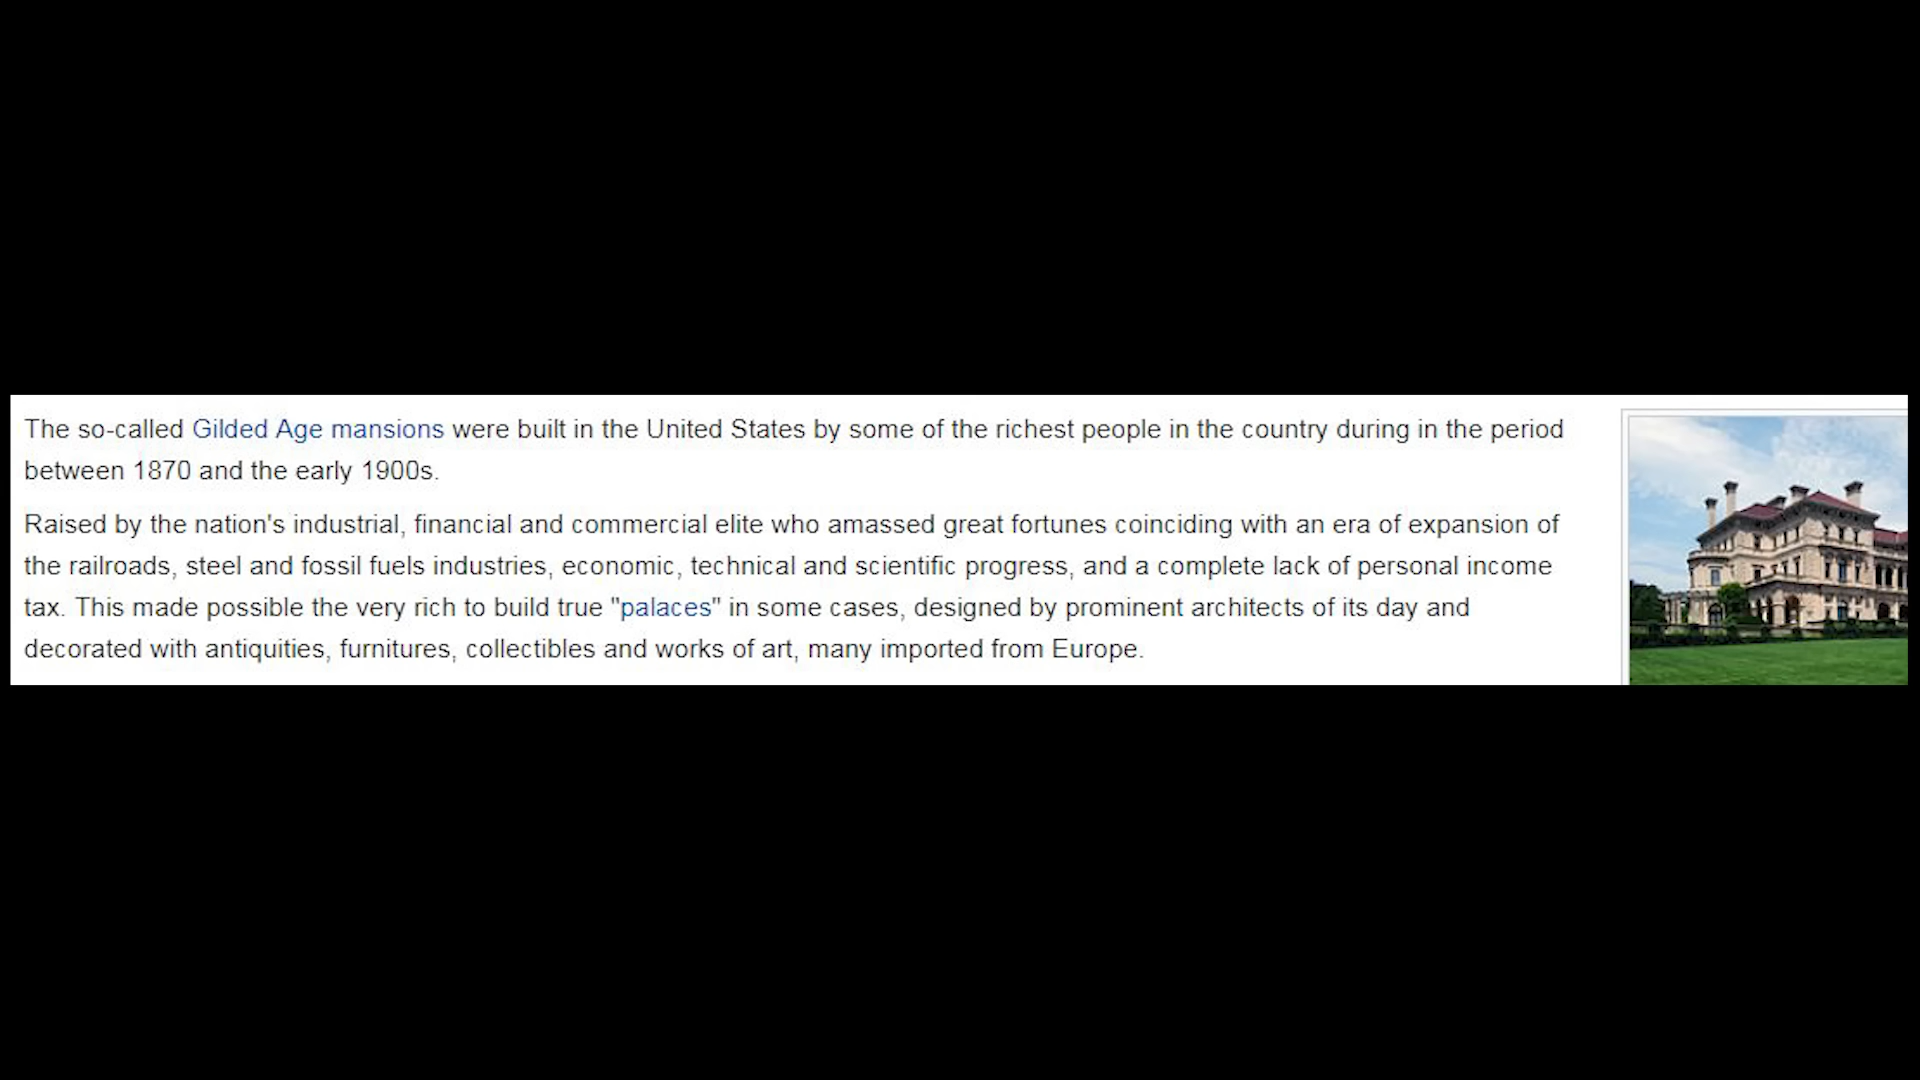 The so-called Gilded Age mansions were built in the United States by some of the richest people in the country during in the period
between 1870 and the early 1900s.
Raised by the nation's industrial, financial and commercial elite who amassed great fortunes coinciding with an era of expansion of
the railroads, steel and fossil fuels industries, economic, technical and scientific progress, and a complete lack of personal income
tax. This made possible the very rich to build true "palaces" in some cases, designed by prominent architects of its day and
decorated with antiquities, furnitures, collectibles and works of art, many imported from Europe.